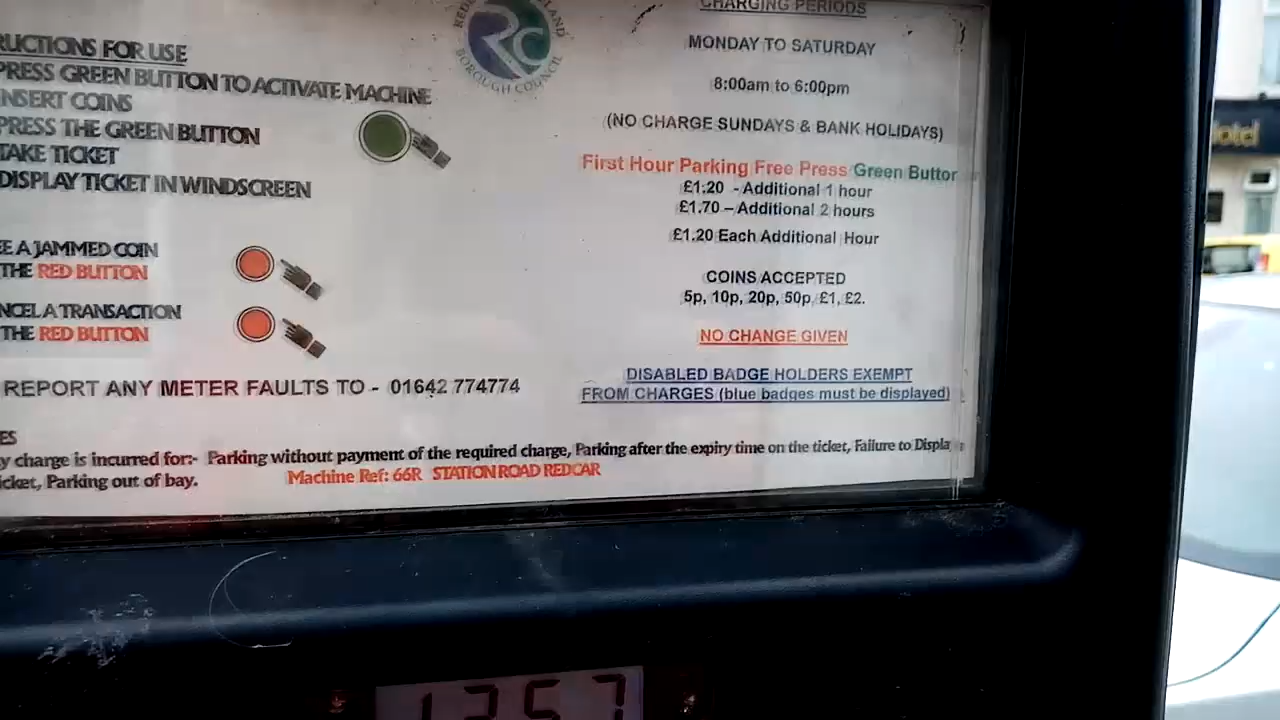 RUCTIONS FOR USE
PRESS GREEN BUTTON TO ACTIVATE MACHINE
NSERT COINS
PRESS THE GREEN BUTTON
TAKE TICKET
DISPLAY TICKET IN WINDSCREEN
E A JAMMED COIN
THE RED BUTTON
NCEL A TRANSACTION
THE RED BUTTON
REPORT ANY METER FAULTS TO - 01642 774774
RC
BOROUGH COUNCIL
CHARGING PERIODS
MONDAY TO SATURDAY
8:00am to 6:00pm
(NO CHARGE SUNDAYS & BANK HOLIDAYS)
First Hour Parking Free Press Green Buttor
£1.20 - Additional 1 hour
£1.70 – Additional 2 hours
£1.20 Each Additional Hour
COINS ACCEPTED
5p, 10p, 20p, 50p, £1, £2.
NO CHANGE GIVEN
DISABLED BADGE HOLDERS EXEMPT
FROM CHARGES (blue badges must be displayed)
ES
y charge is incurred for:- Parking without payment of the required charge, Parking after the expiry time on the ticket, Failure to Displa
icket, Parking out of bay.
Machine Ref: 66R STATION ROAD REDCAR
1257